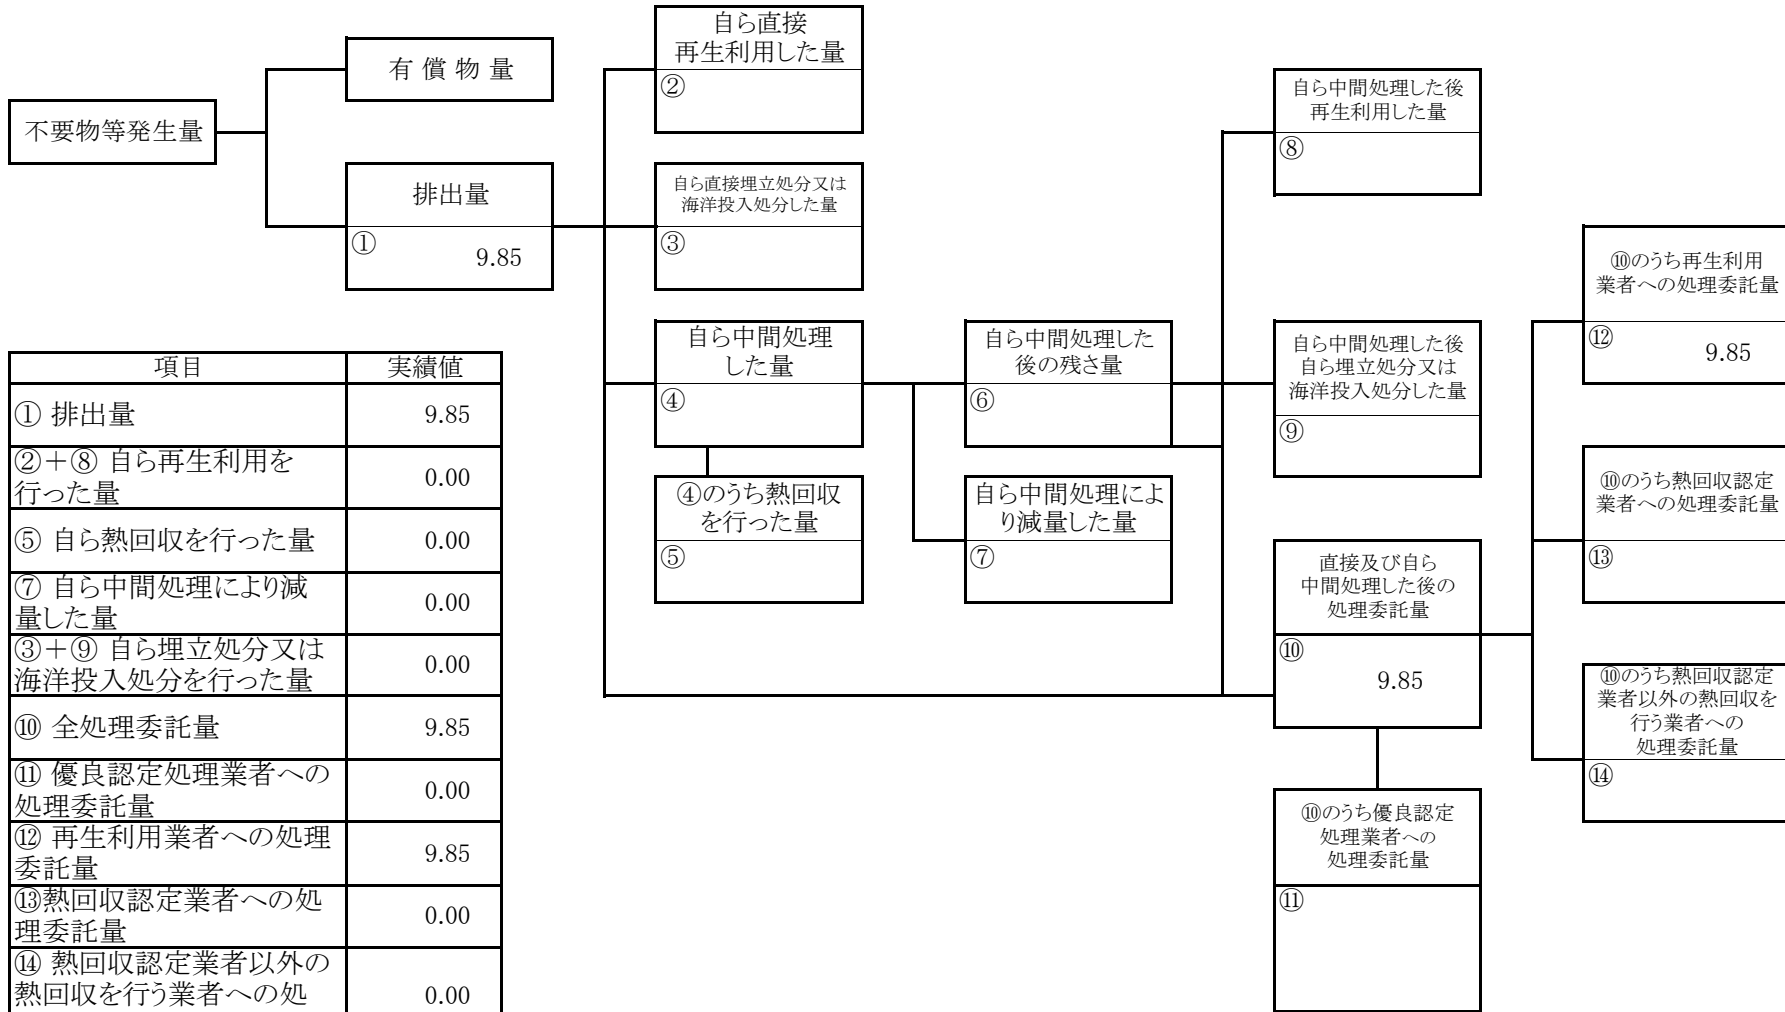 不要物等発生量
有償物量
排出量
①
9.85
自ら直接
再生利用した量
②
自ら直接埋立処分又は
海洋投入処分した量
③
自ら中間処理
した量
④
④のうち熱回収
を行った量
⑤
自ら中間処理した
後の残さ量
⑥
自ら中間処理によ
り減量した量
⑦
自ら中間処理した後
再生利用した量
⑧
自ら中間処理した後
自ら埋立処分又は
海洋投入処分した量
⑨
直接及び自ら
中間処理した後の
処理委託量
⑩
9.85
⑩のうち優良認定
処理業者への
処理委託量
⑪
⑩のうち再生利用
業者への処理委託量
⑫
9.85
⑩のうち熱回収認定
業者への処理委託量
⑬
⑩のうち熱回収認定
業者以外の熱回収を
行う業者への
処理委託量
⑭
項目 実績値
① 排出量 9.85
②+⑧ 自ら再生利用を
行った量 0.00
⑤ 自ら熱回収を行った量 0.00
⑦ 自ら中間処理により減
量した量 0.00
③+⑨ 自ら埋立処分又は
海洋投入処分を行った量 0.00
⑩ 全処理委託量 9.85
⑪ 優良認定処理業者への
処理委託量 0.00
⑫ 再生利用業者への処理
委託量 9.85
⑬熱回収認定業者への処
理委託量 0.00
⑭ 熱回収認定業者以外の
熱回収を行う業者への処 0.00